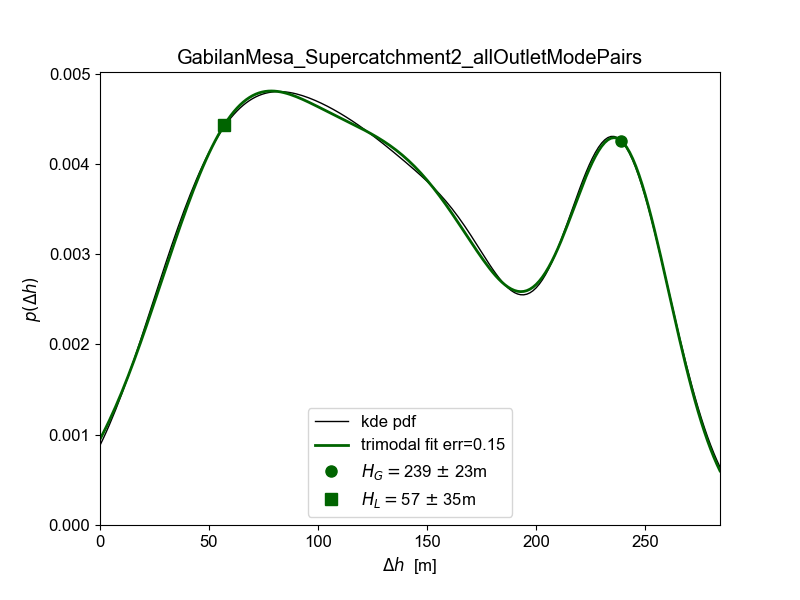 GabilanMesa_Supercatchment2_allOutletModePairs
0.005
0.004
0.003
0.002
0.001
0.000
p(Δh)
kde pdf
trimodal fit err=0.15
H_G = 239 ± 23m
H_L = 57 ± 35m
0 50 100 150 200 250
Δh [m]